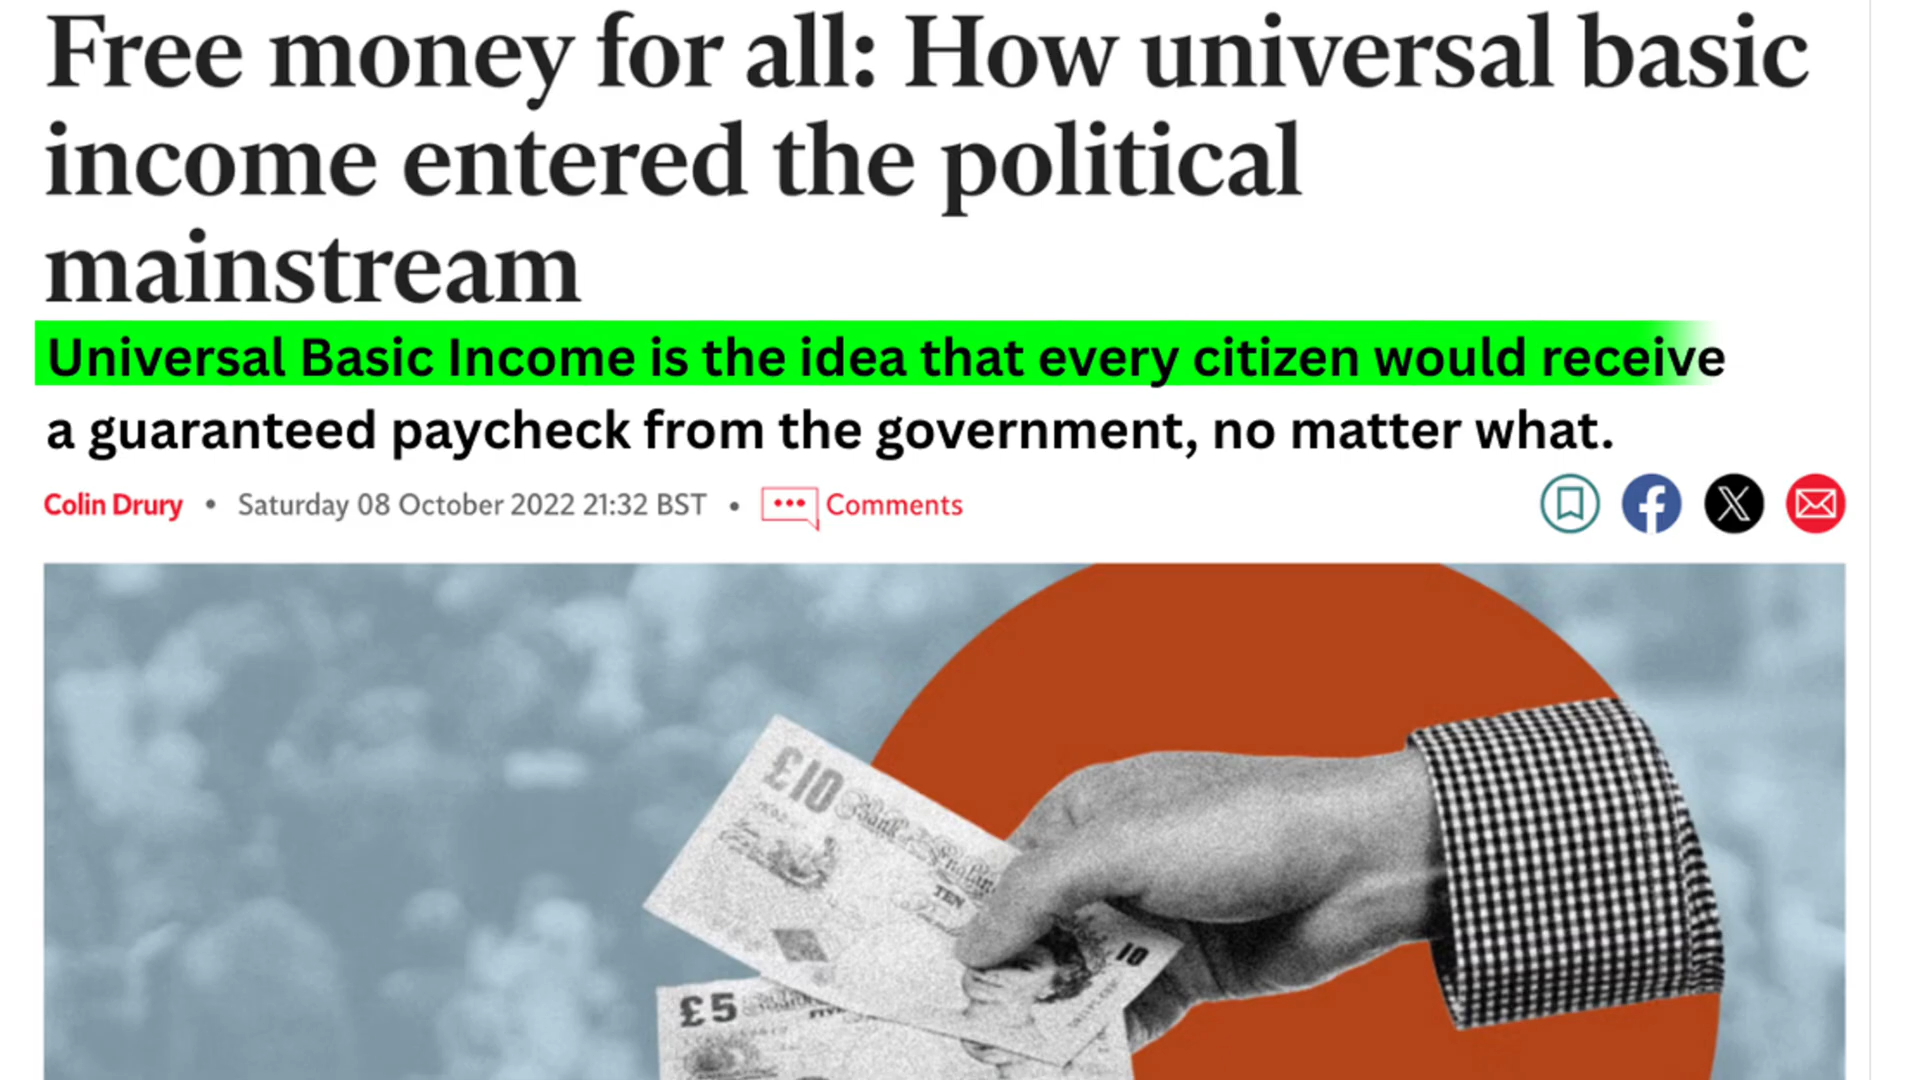 Free money for all: How universal basic
income entered the political
mainstream
Universal Basic Income is the idea that every citizen would receive
a guaranteed paycheck from the government, no matter what.
Colin Drury • Saturday 08 October 2022 21:32 BST • Comments
£10
Bank
TEN
10
£5